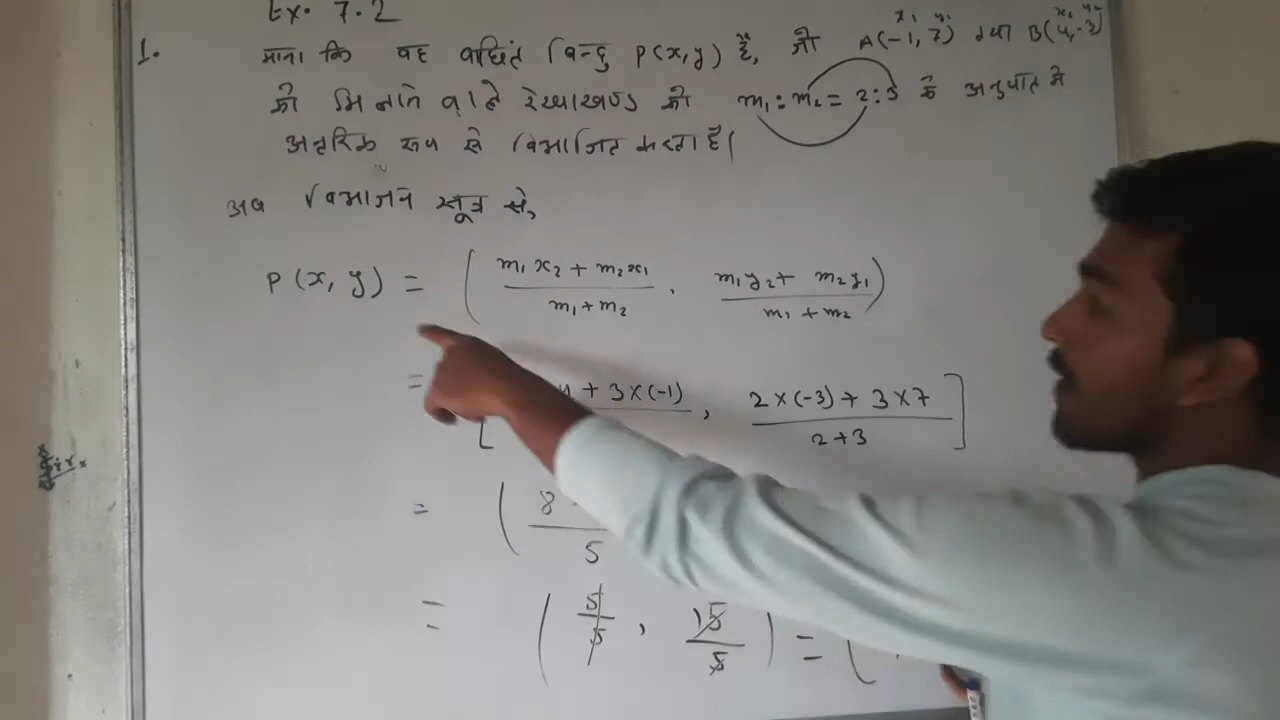 Ex. 7.2
1. माना कि वह वांछित बिन्दु P(x, y) है, जो A(-1, 7) तथा B(4, -3)
को मिलाने वाले रेखाखण्ड को m₁ : m₂ = 2 : 3 के अनुपात में
अन्तरिक रूप से विभाजित करता है।
अब विभाजन सूत्र से,
P(x, y) = ( m₁x₂ + m₂x₁ / m₁ + m₂ , m₁y₂ + m₂y₁ / m₁ + m₂ )
= [ 4 + 3×(-1) , 2×(-3) + 3×7 / 2+3 ]
= ( 8 / 5
= ( 5/5 , 15/5 ) = (